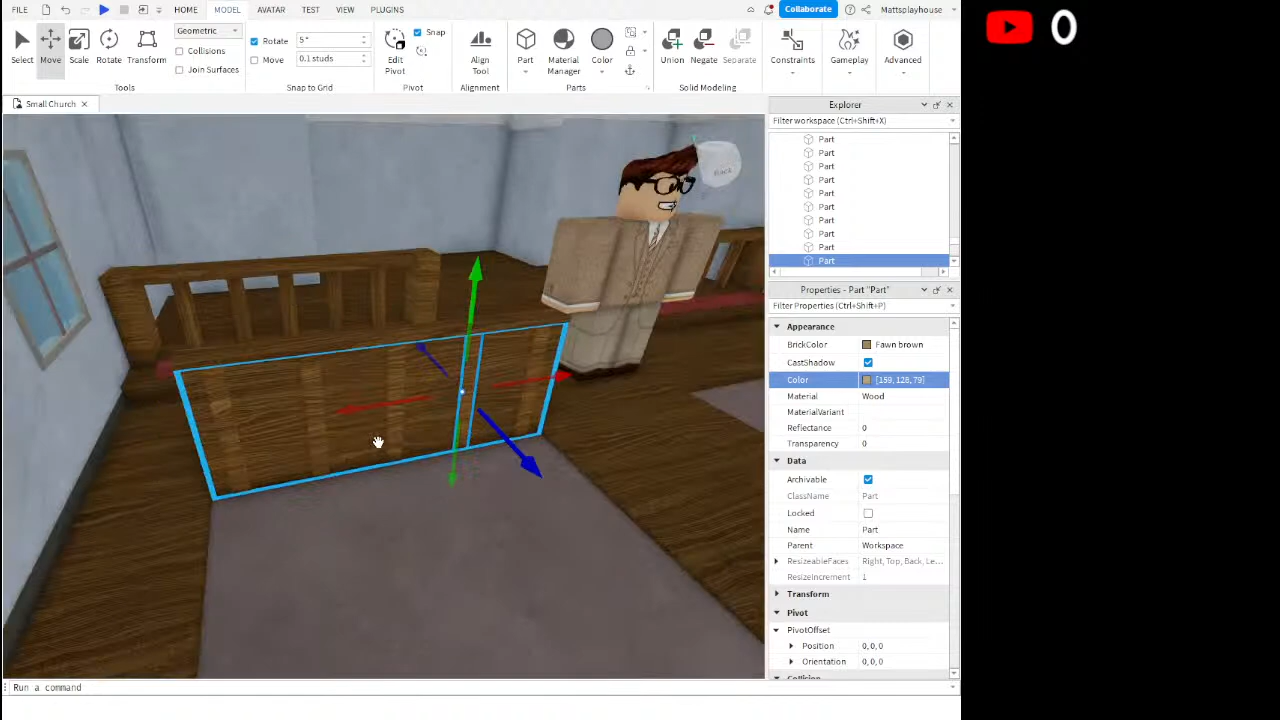 FILE HOME MODEL AVATAR TEST VIEW PLUGINS Collaborate Mattsplayhouse
0
Geometric
Collisions
Join Surfaces
Select Move Scale Rotate Transform
Tools
Rotate 5°
Move 0.1 studs
Snap to Grid
Edit Pivot
Snap
Pivot
Align Tool
Alignment
Part Material Manager Color
Parts
Union Negate Separate
Solid Modeling
Constraints Gameplay Advanced
Small Church
Explorer
Filter workspace (Ctrl+Shift+X)
Part
Part
Part
Part
Part
Part
Part
Part
Part
Part
Back
Properties - Part "Part"
Filter Properties (Ctrl+Shift+P)
Appearance
BrickColor Fawn brown
CastShadow
Color [159, 128, 79]
Material Wood
MaterialVariant
Reflectance 0
Transparency 0
Data
Archivable
ClassName Part
Locked
Name Part
Parent Workspace
ResizeableFaces Right, Top, Back, Le...
ResizeIncrement 1
Transform
Pivot
PivotOffset
Position 0, 0, 0
Orientation 0, 0, 0
Collision
Run a command